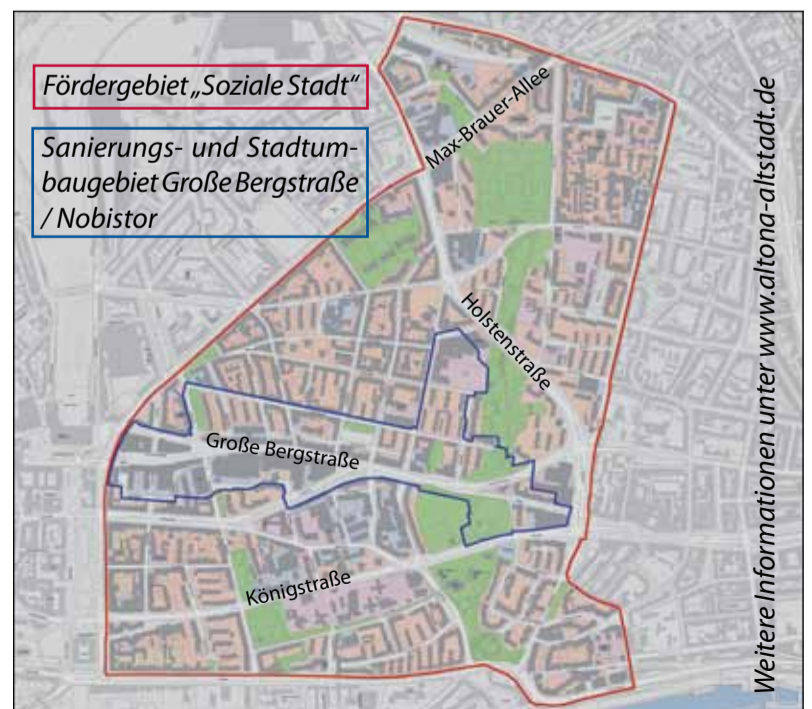 Fördergebiet „Soziale Stadt“
Sanierungs- und Stadtum-
baugebiet Große Bergstraße
/ Nobistor
Max-Brauer-Allee
Holstenstraße
Große Bergstraße
Königstraße
Weitere Informationen unter www.altona-altstadt.de